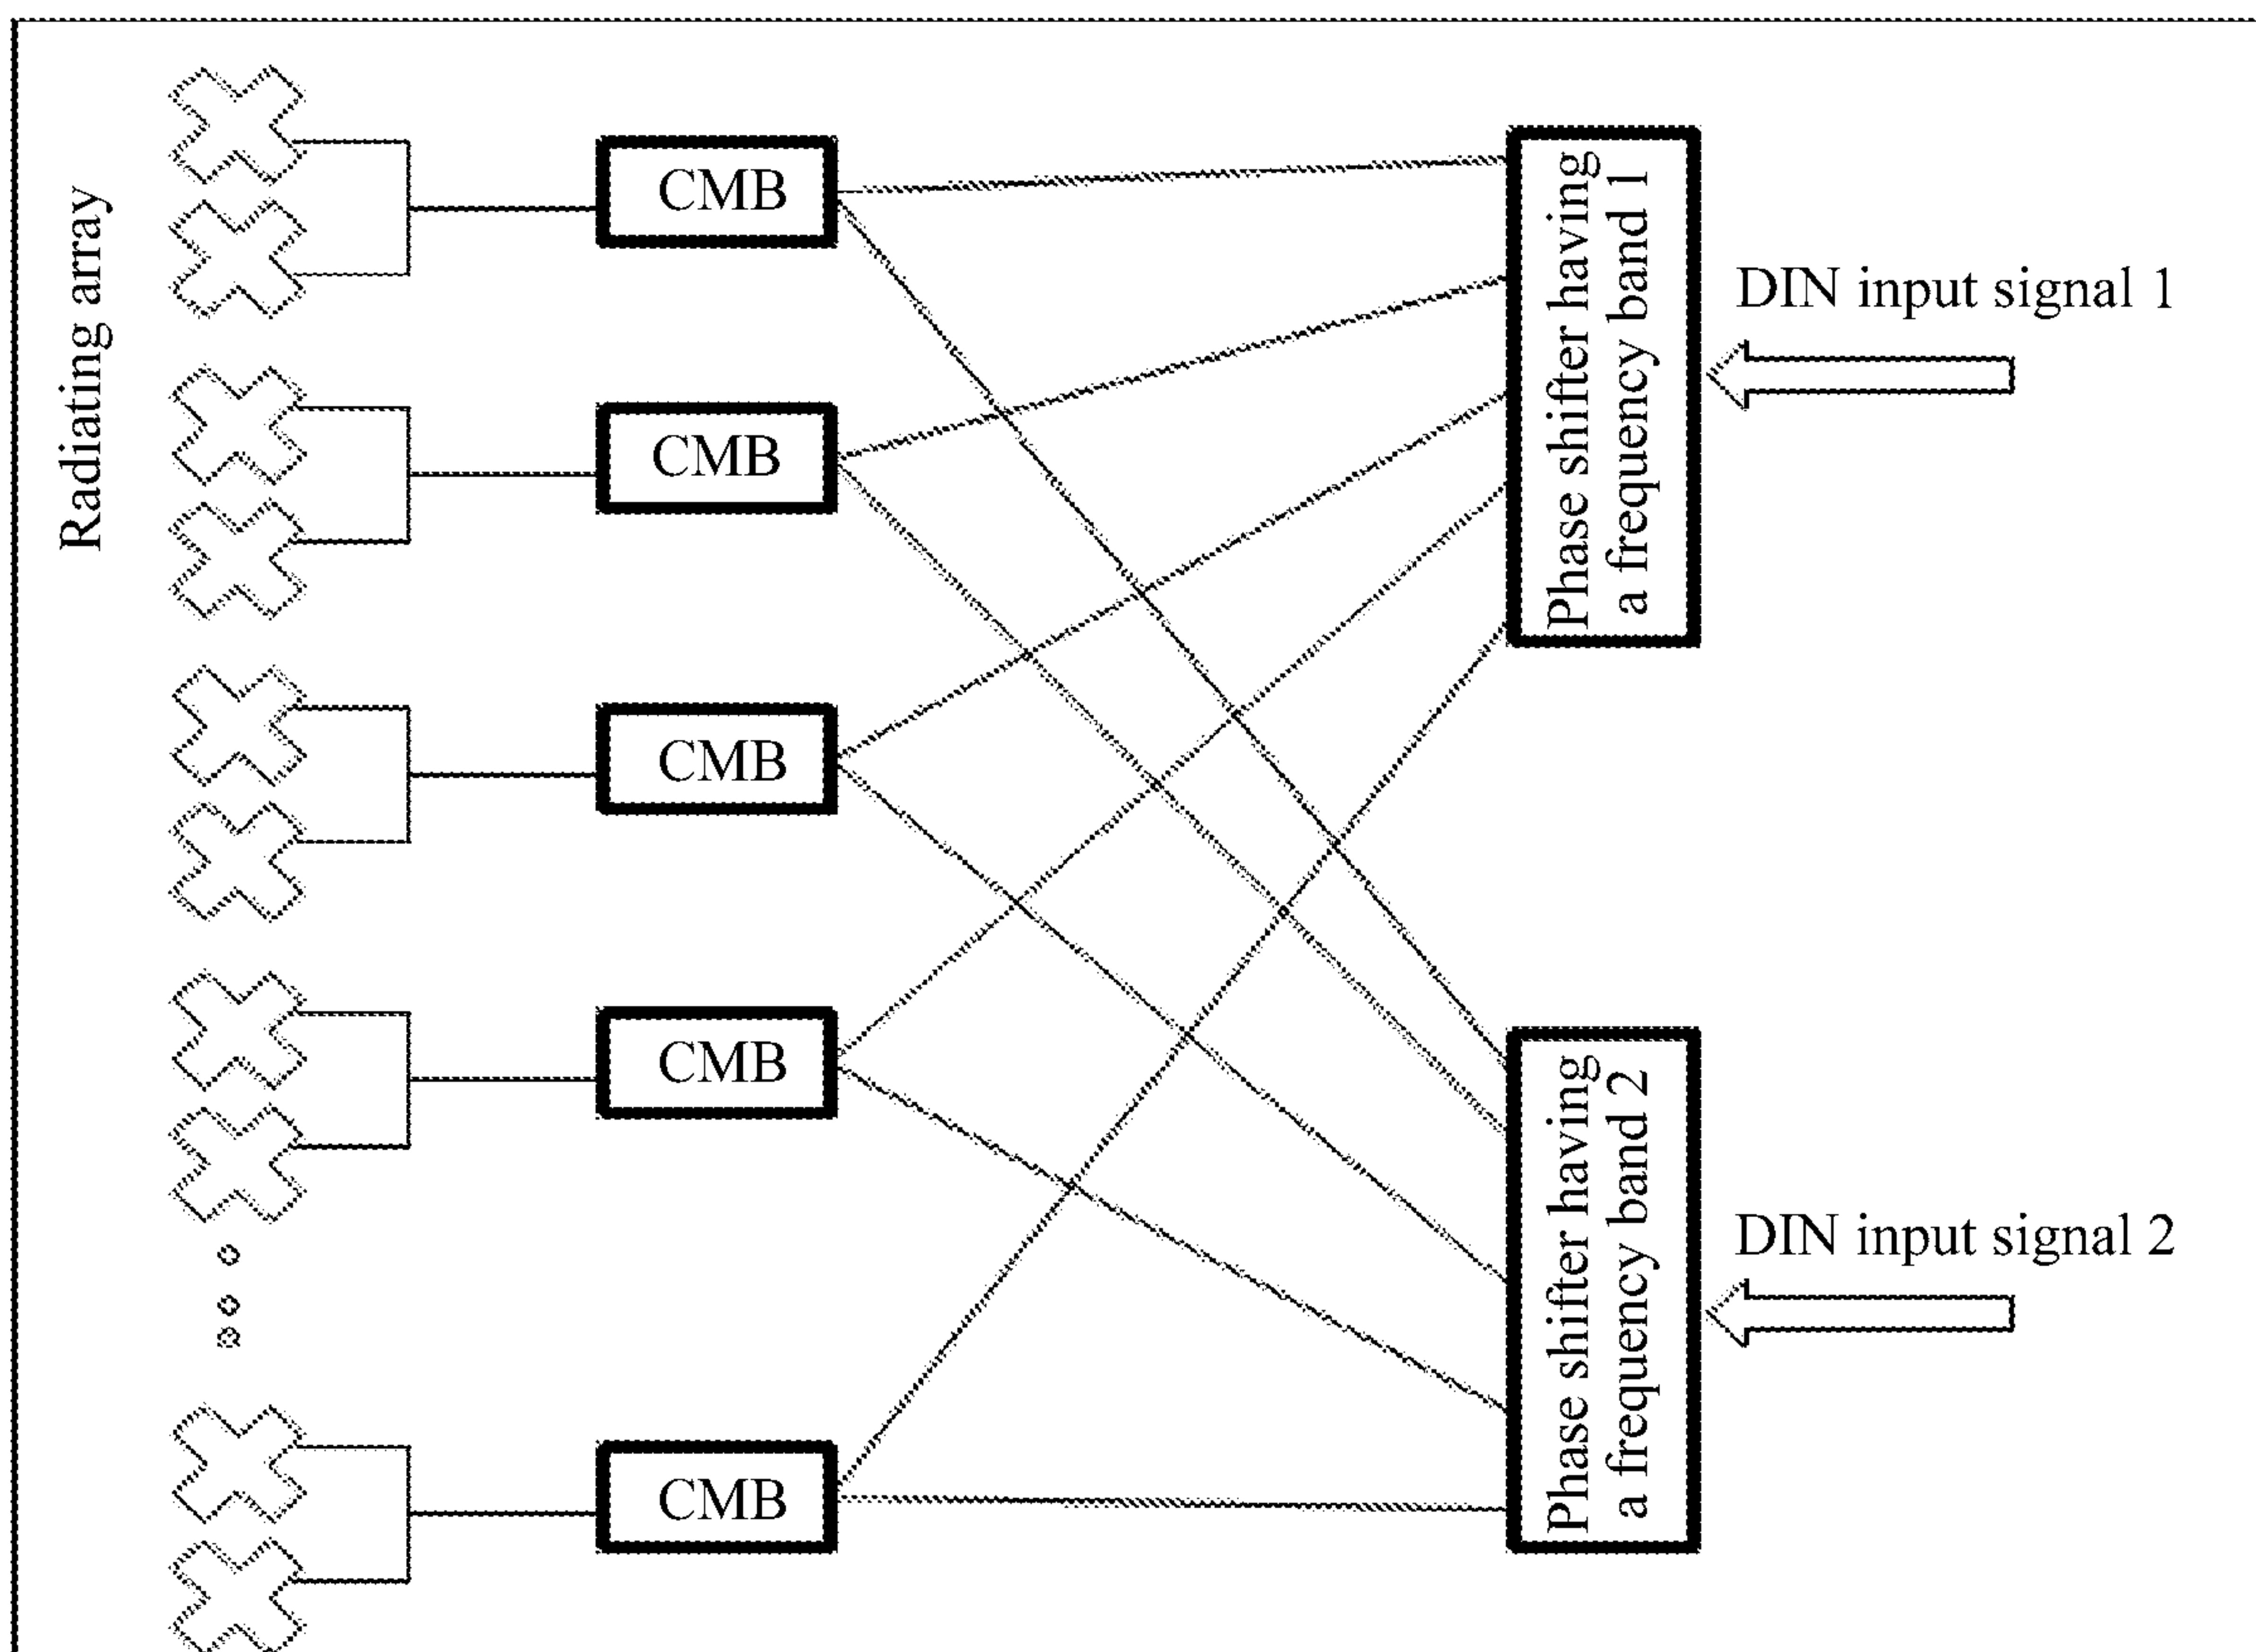 Radiating array
CMB
CMB
CMB
CMB
CMB
Phase shifter having
a frequency band 1
DIN input signal 1
Phase shifter having
a frequency band 2
DIN input signal 2